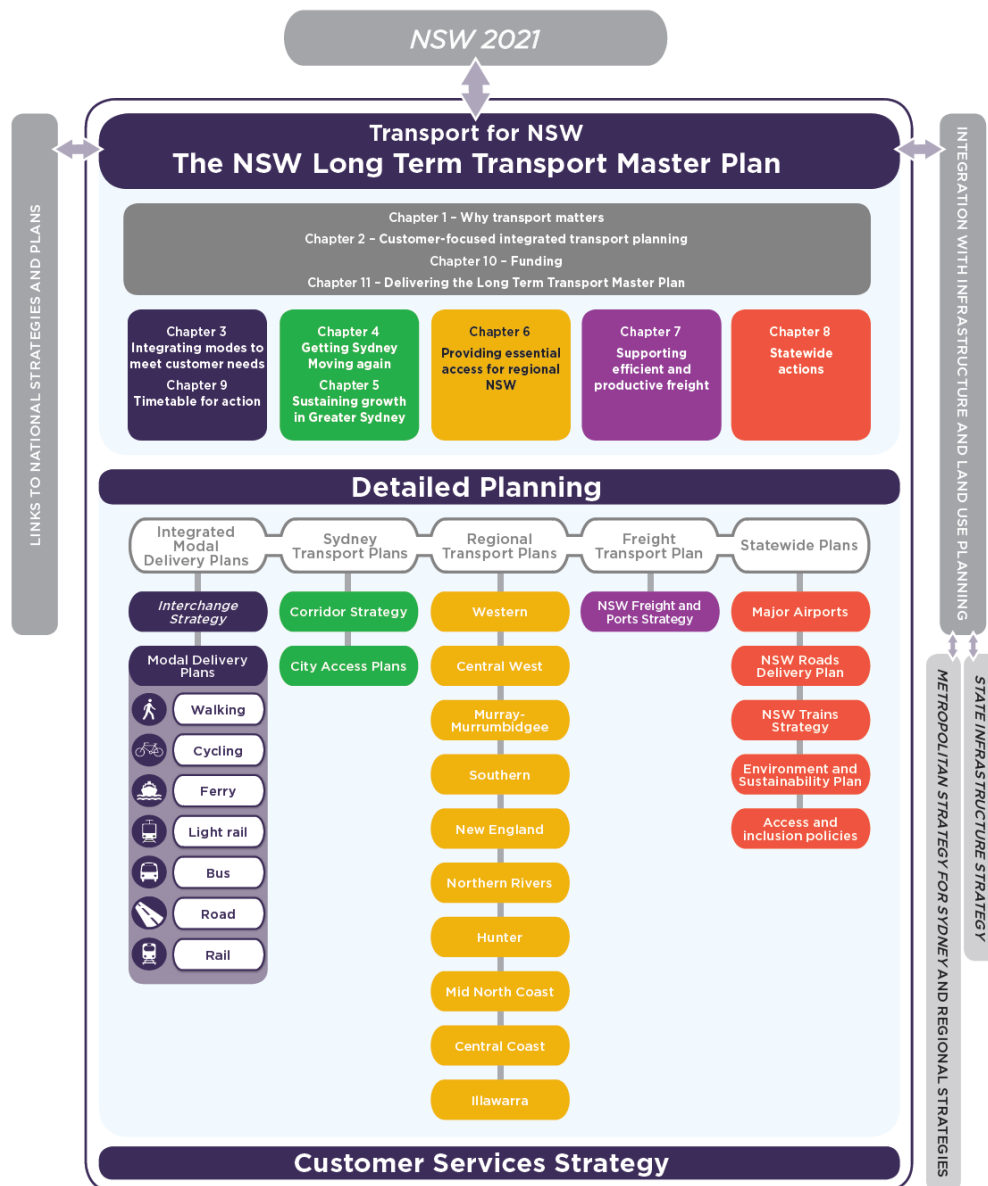 NSW 2021
Transport for NSW
The NSW Long Term Transport Master Plan
LINKS TO NATIONAL STRATEGIES AND PLANS
INTEGRATION WITH INFRASTRUCTURE AND LAND USE PLANNING
METROPOLITAN STRATEGY FOR SYDNEY AND REGIONAL STRATEGIES
STATE INFRASTRUCTURE STRATEGY
Chapter 1 – Why transport matters
Chapter 2 – Customer-focused integrated transport planning
Chapter 10 – Funding
Chapter 11 – Delivering the Long Term Transport Master Plan
Chapter 3
Integrating modes to
meet customer needs
Chapter 9
Timetable for action
Chapter 4
Getting Sydney
Moving again
Chapter 5
Sustaining growth
in Greater Sydney
Chapter 6
Providing essential
access for regional
NSW
Chapter 7
Supporting
efficient and
productive freight
Chapter 8
Statewide
actions
Detailed Planning
Integrated
Modal
Delivery Plans
Interchange
Strategy
Modal Delivery
Plans
Walking
Cycling
Ferry
Light rail
Bus
Road
Rail
Sydney
Transport Plans
Corridor Strategy
City Access Plans
Regional
Transport Plans
Western
Central West
Murray-
Murrumbidgee
Southern
New England
Northern Rivers
Hunter
Mid North Coast
Central Coast
Illawarra
Freight
Transport Plan
NSW Freight and
Ports Strategy
Statewide Plans
Major Airports
NSW Roads
Delivery Plan
NSW Trains
Strategy
Environment and
Sustainability Plan
Access and
inclusion policies
Customer Services Strategy